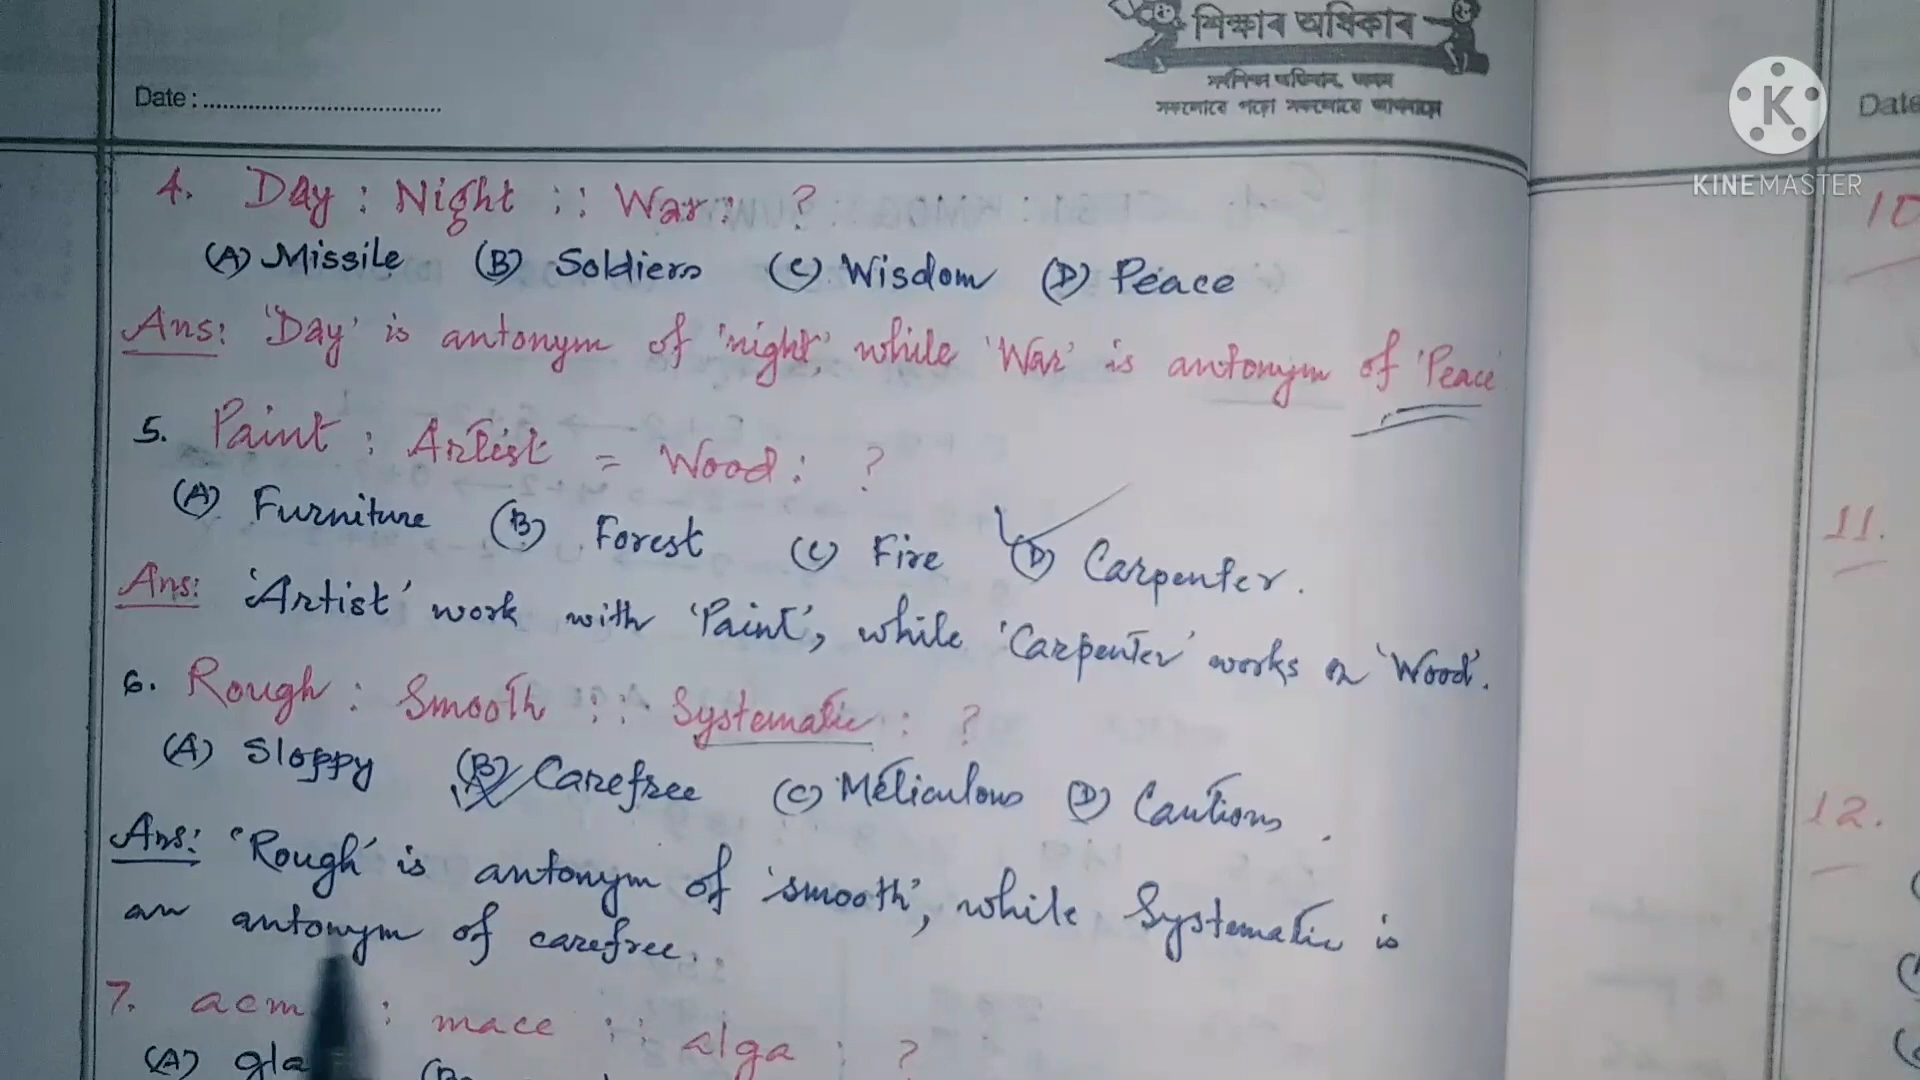 শিক্ষাৰ অধিকাৰ
Date : ....................................
K
Date
KINEMASTER
4. Day : Night :: War : ?
(A) Missile (B) Soldiers (C) Wisdom (D) Peace
Ans: 'Day' is antonym of 'night' while 'War' is antonym of 'Peace'
5. Paint : Artist = Wood : ?
(A) Furniture (B) Forest (C) Fire (D) Carpenter.
Ans: 'Artist' work with 'Paint', while 'Carpenter' works on 'Wood'.
6. Rough : Smooth :: Systematic : ?
(A) Sloppy (B) Carefree (C) Meticulous (D) Cautions.
Ans: 'Rough' is antonym of 'smooth', while Systematic is
an antonym of carefree.
7. acm : mace :: alga : ?
(A) gla (B)
10
11.
12.